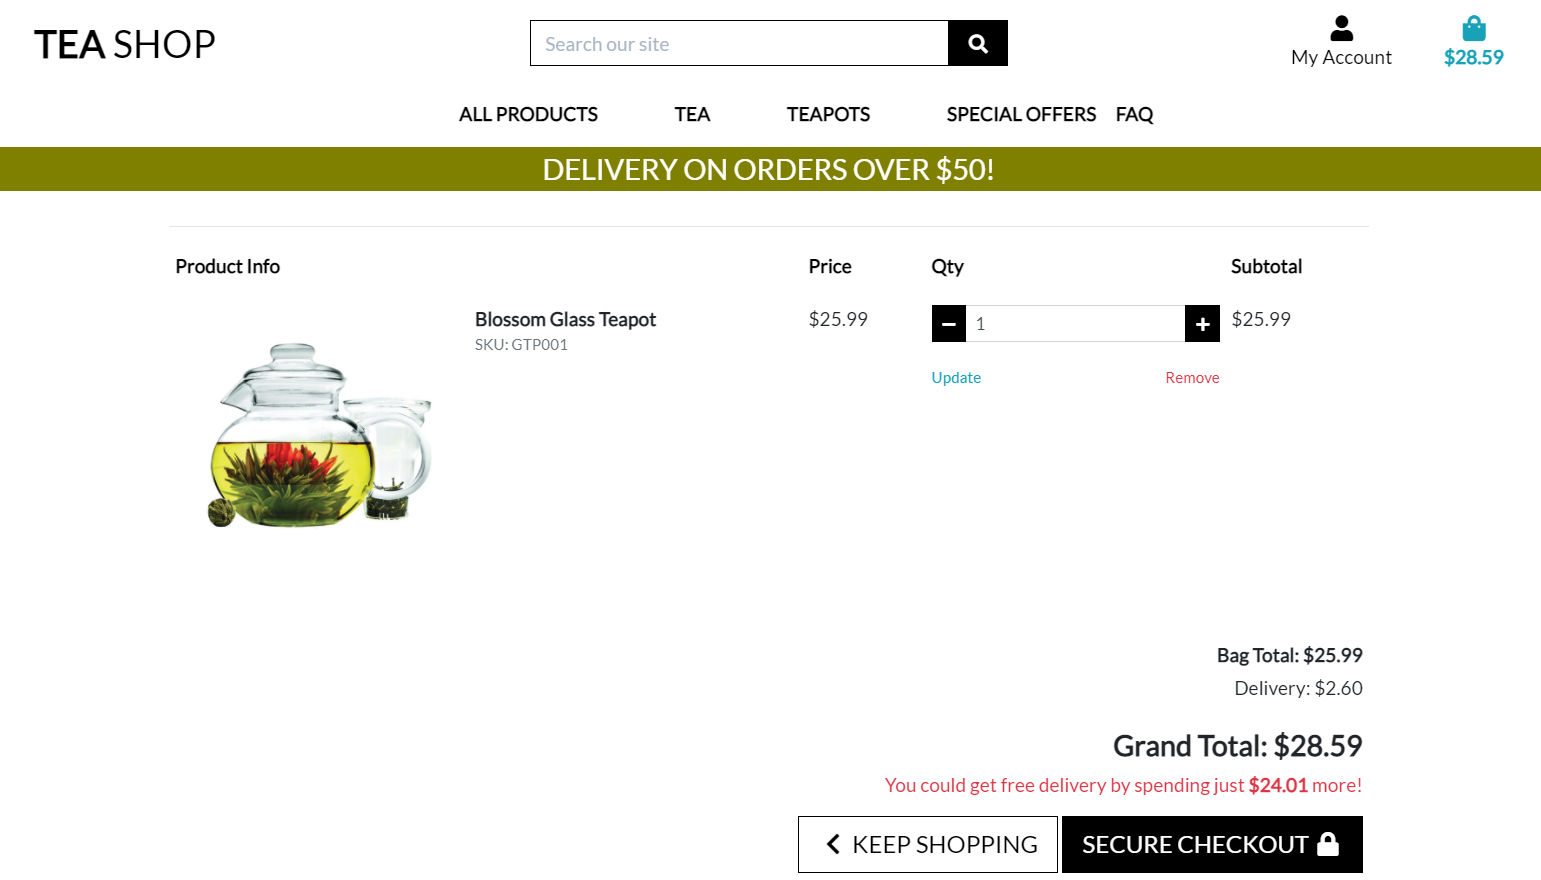 TEA SHOP
Search our site
My Account
$28.59
ALL PRODUCTS TEA TEAPOTS SPECIAL OFFERS FAQ
DELIVERY ON ORDERS OVER $50!
Product Info Price Qty Subtotal
Blossom Glass Teapot $25.99 1 $25.99
SKU: GTP001
Update Remove
Bag Total: $25.99
Delivery: $2.60
Grand Total: $28.59
You could get free delivery by spending just $24.01 more!
KEEP SHOPPING SECURE CHECKOUT